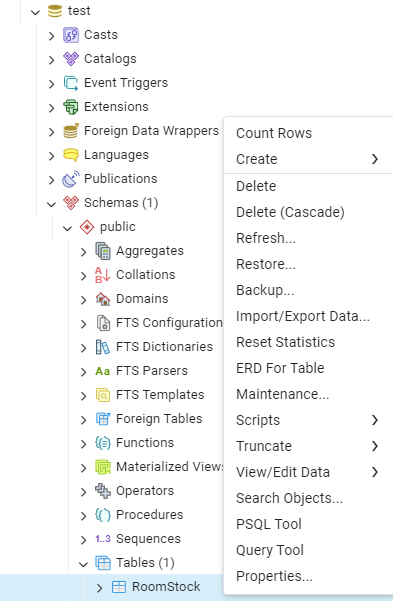 test
Casts
Catalogs
Event Triggers
Extensions
Foreign Data Wrappers
Languages
Publications
Schemas (1)
public
Aggregates
A
B
Collations
Domains
FTS Configuration
FTS Dictionaries
Aa FTS Parsers
FTS Templates
Foreign Tables
Functions
Materialized Views
Operators
Procedures
1..3 Sequences
Tables (1)
RoomStock
Count Rows
Create
Delete
Delete (Cascade)
Refresh...
Restore...
Backup...
Import/Export Data...
Reset Statistics
ERD For Table
Maintenance...
Scripts
Truncate
View/Edit Data
Search Objects...
PSQL Tool
Query Tool
Properties...